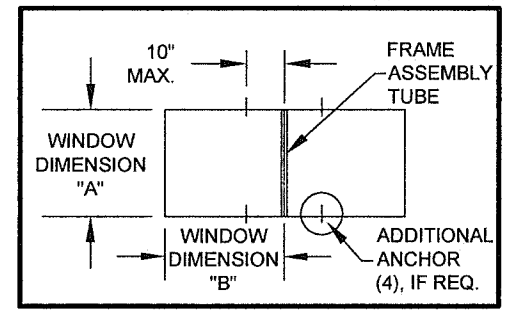 10"
MAX.
FRAME
ASSEMBLY
TUBE
WINDOW
DIMENSION
"A"
WINDOW
DIMENSION
"B"
ADDITIONAL
ANCHOR
(4), IF REQ.